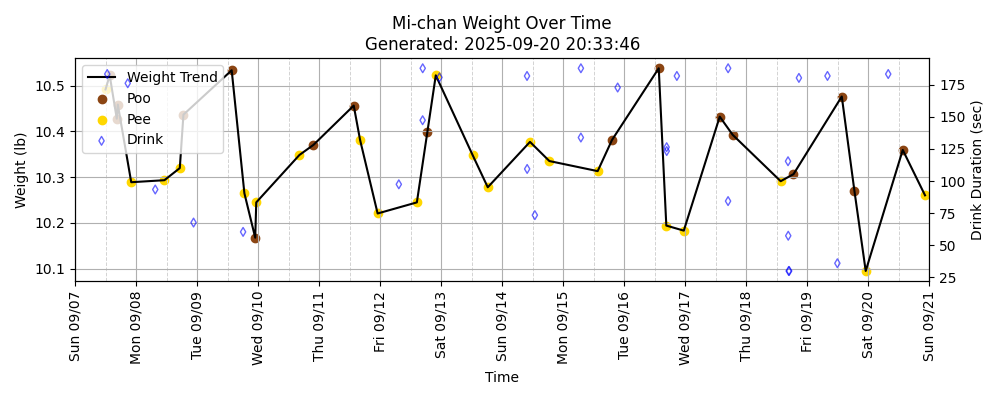 Mi-chan Weight Over Time
Generated: 2025-09-20 20:33:46
Weight (lb)
10.5
10.4
10.3
10.2
10.1
Weight Trend
Poo
Pee
Drink
175
150
125
100
75
50
25
Drink Duration (sec)
Sun 09/07
Mon 09/08
Tue 09/09
Wed 09/10
Thu 09/11
Fri 09/12
Sat 09/13
Sun 09/14
Mon 09/15
Tue 09/16
Wed 09/17
Thu 09/18
Fri 09/19
Sat 09/20
Sun 09/21
Time